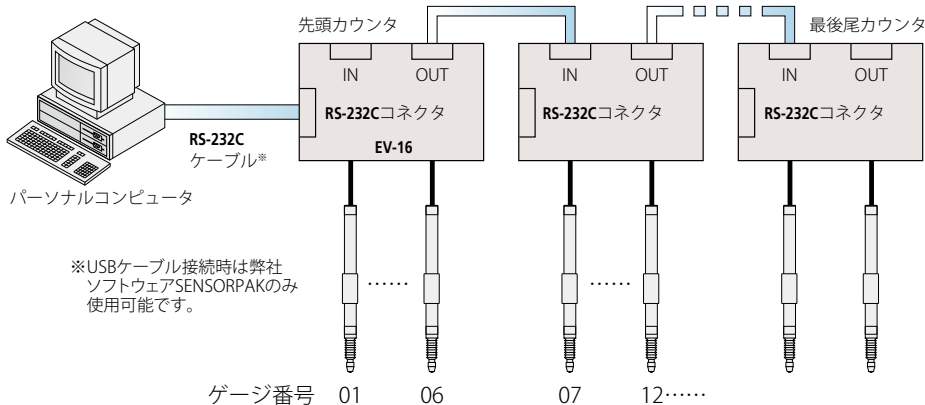 先頭カウンタ
最後尾カウンタ
IN OUT
IN OUT
IN OUT
RS-232Cコネクタ
RS-232Cコネクタ
RS-232Cコネクタ
EV-16
RS-232C
ケーブル※
パーソナルコンピュータ
※USBケーブル接続時は弊社
ソフトウェアSENSORPAKのみ
使用可能です。
……
……
ゲージ番号 01 06 07 12……